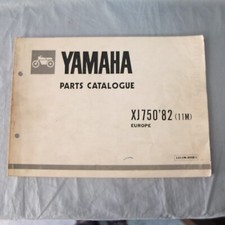 YAMAHA
PARTS CATALOGUE
XJ750'82 (11M)
EUROPE